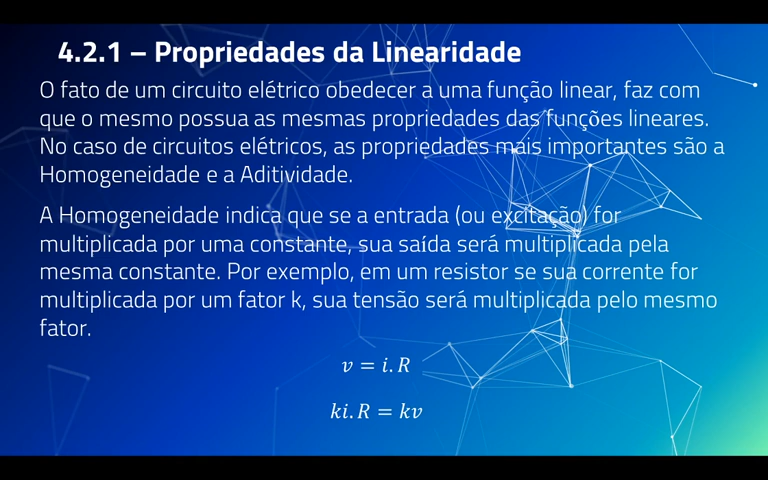 4.2.1 – Propriedades da Linearidade
O fato de um circuito elétrico obedecer a uma função linear, faz com
que o mesmo possua as mesmas propriedades das funções lineares.
No caso de circuitos elétricos, as propriedades mais importantes são a
Homogeneidade e a Aditividade.
A Homogeneidade indica que se a entrada (ou excitação) for
multiplicada por uma constante, sua saída será multiplicada pela
mesma constante. Por exemplo, em um resistor se sua corrente for
multiplicada por um fator k, sua tensão será multiplicada pelo mesmo
fator.
v = i.R
ki.R = kv